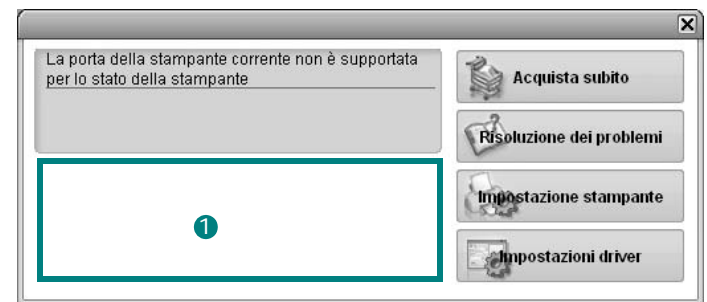 La porta della stampante corrente non è supportata
per lo stato della stampante
Acquista subito
Risoluzione dei problemi
Impostazione stampante
Impostazioni driver
1